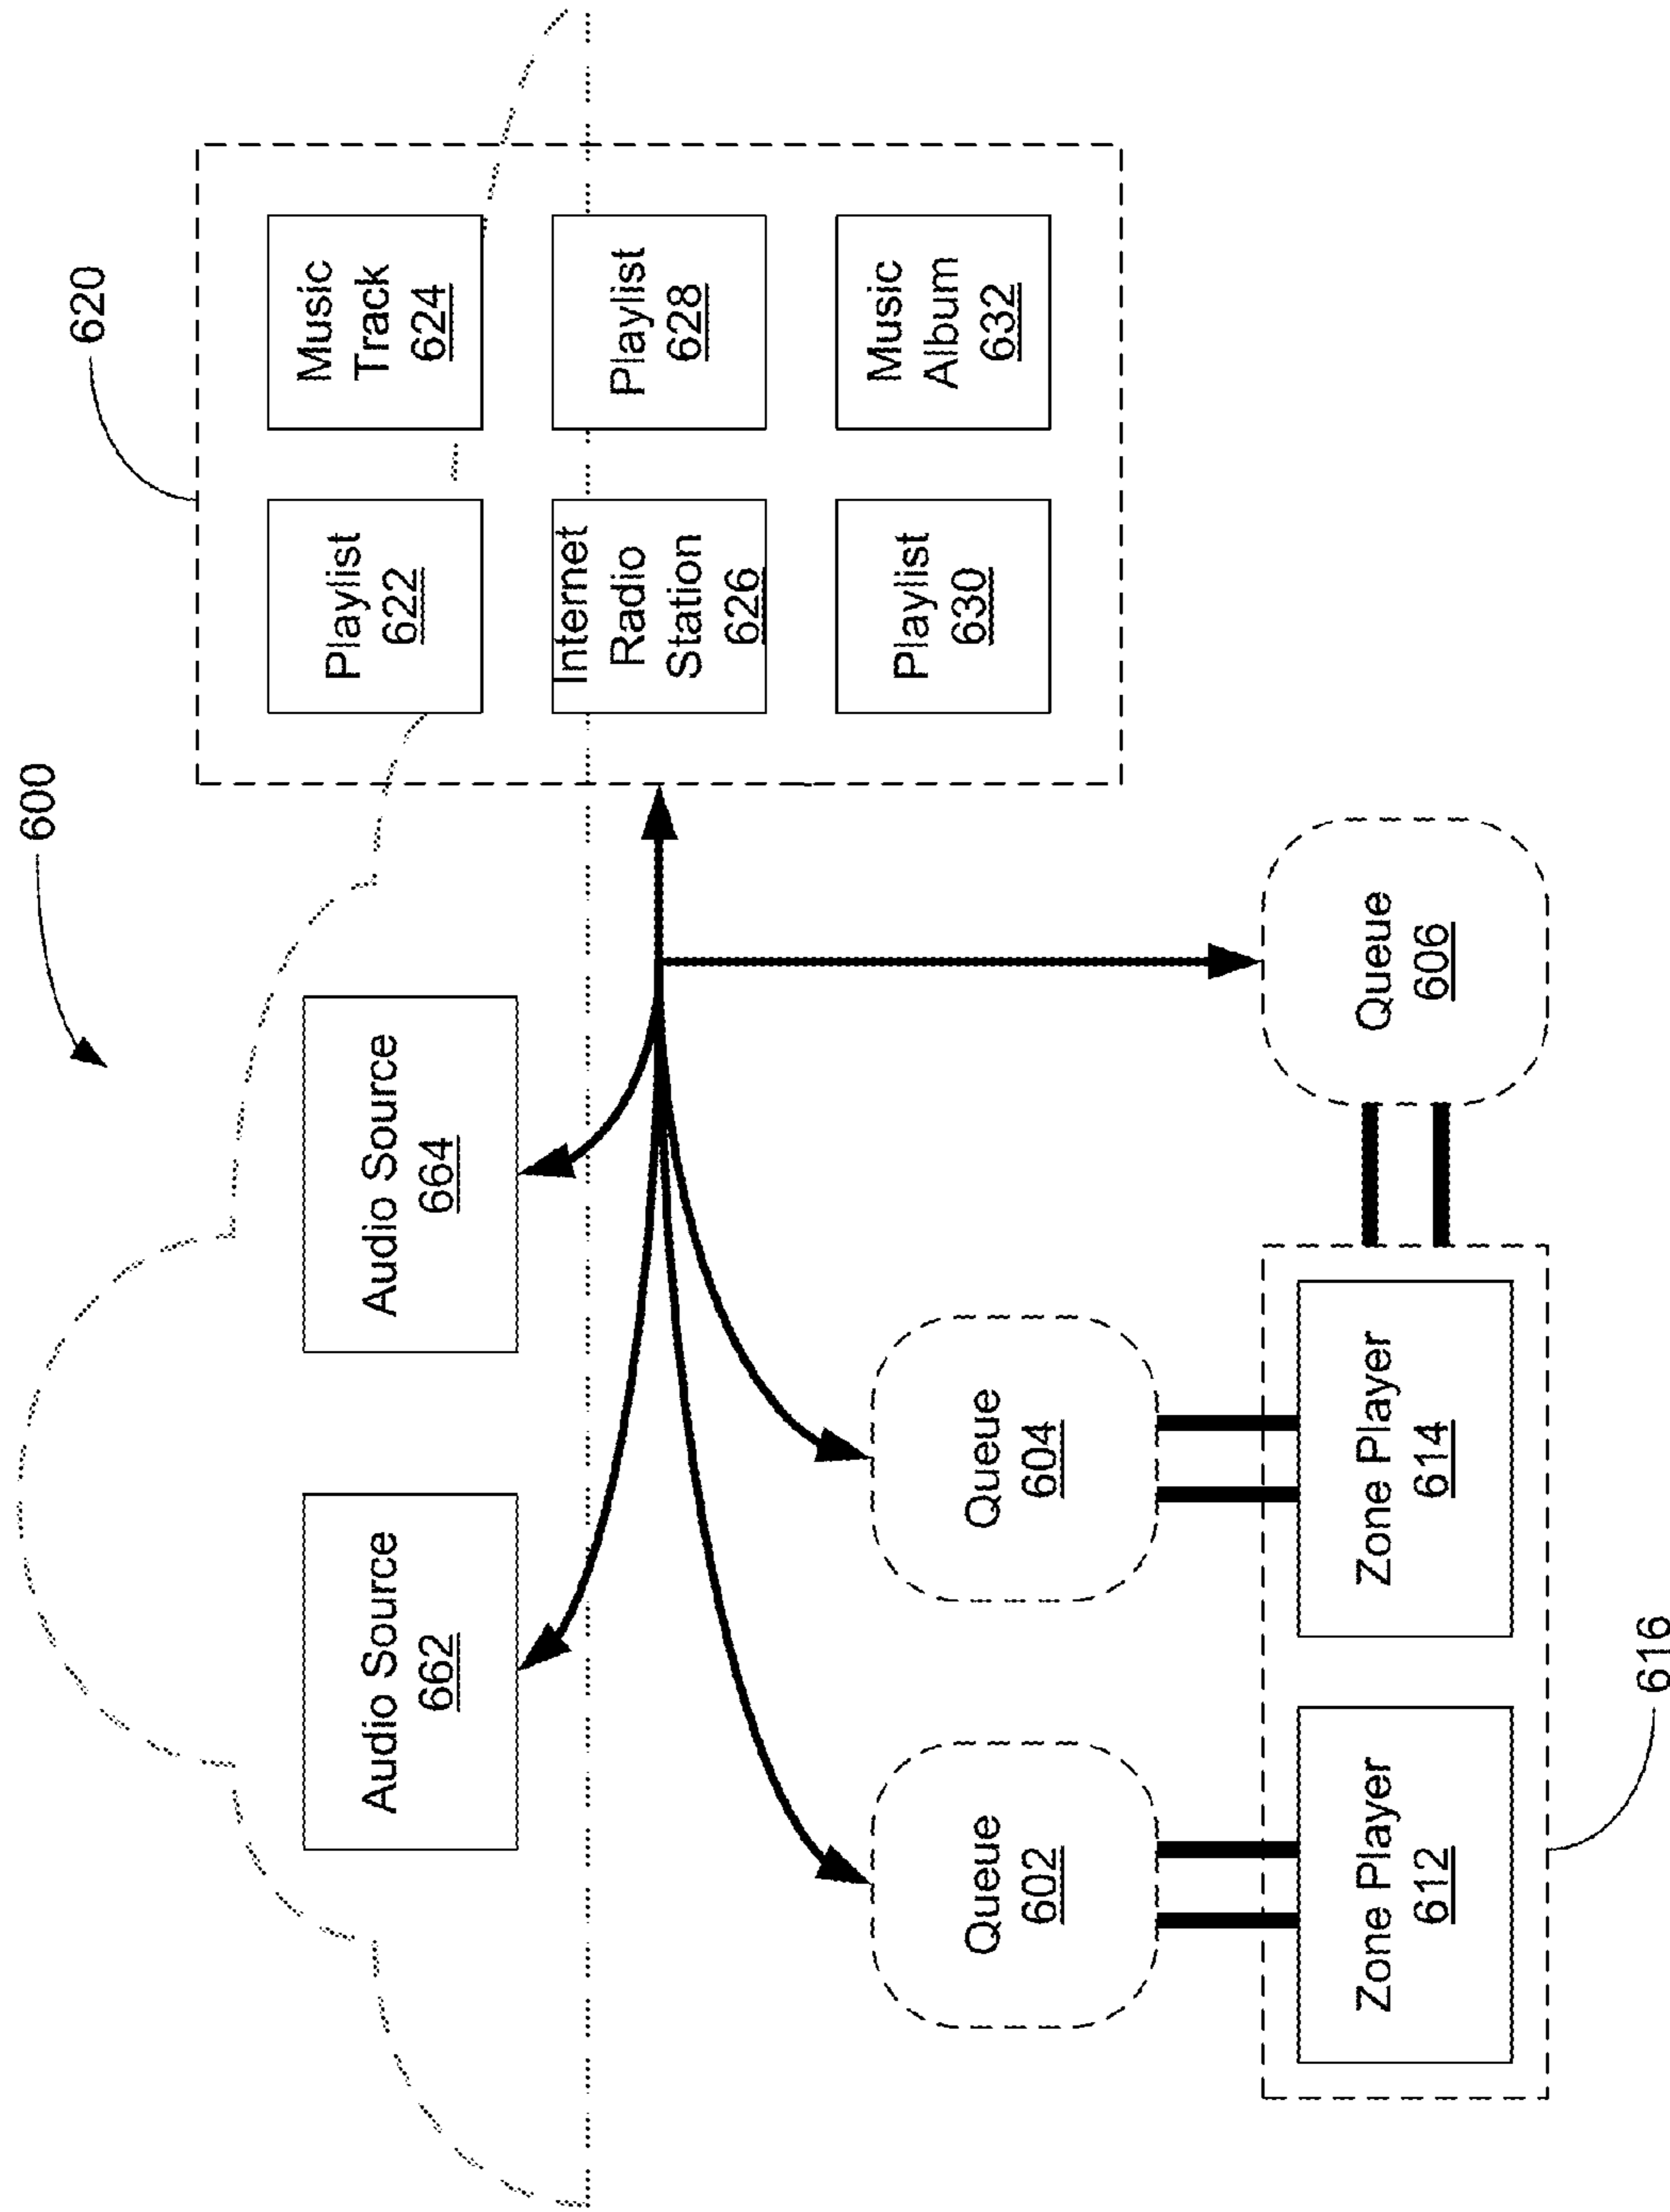 600
620
Audio Source
662
Audio Source
664
Playlist
622
Music
Track
624
Internet
Radio
Station
626
Playlist
628
Playlist
630
Music
Album
632
Queue
602
Queue
604
Queue
606
Zone Player
612
Zone Player
614
616